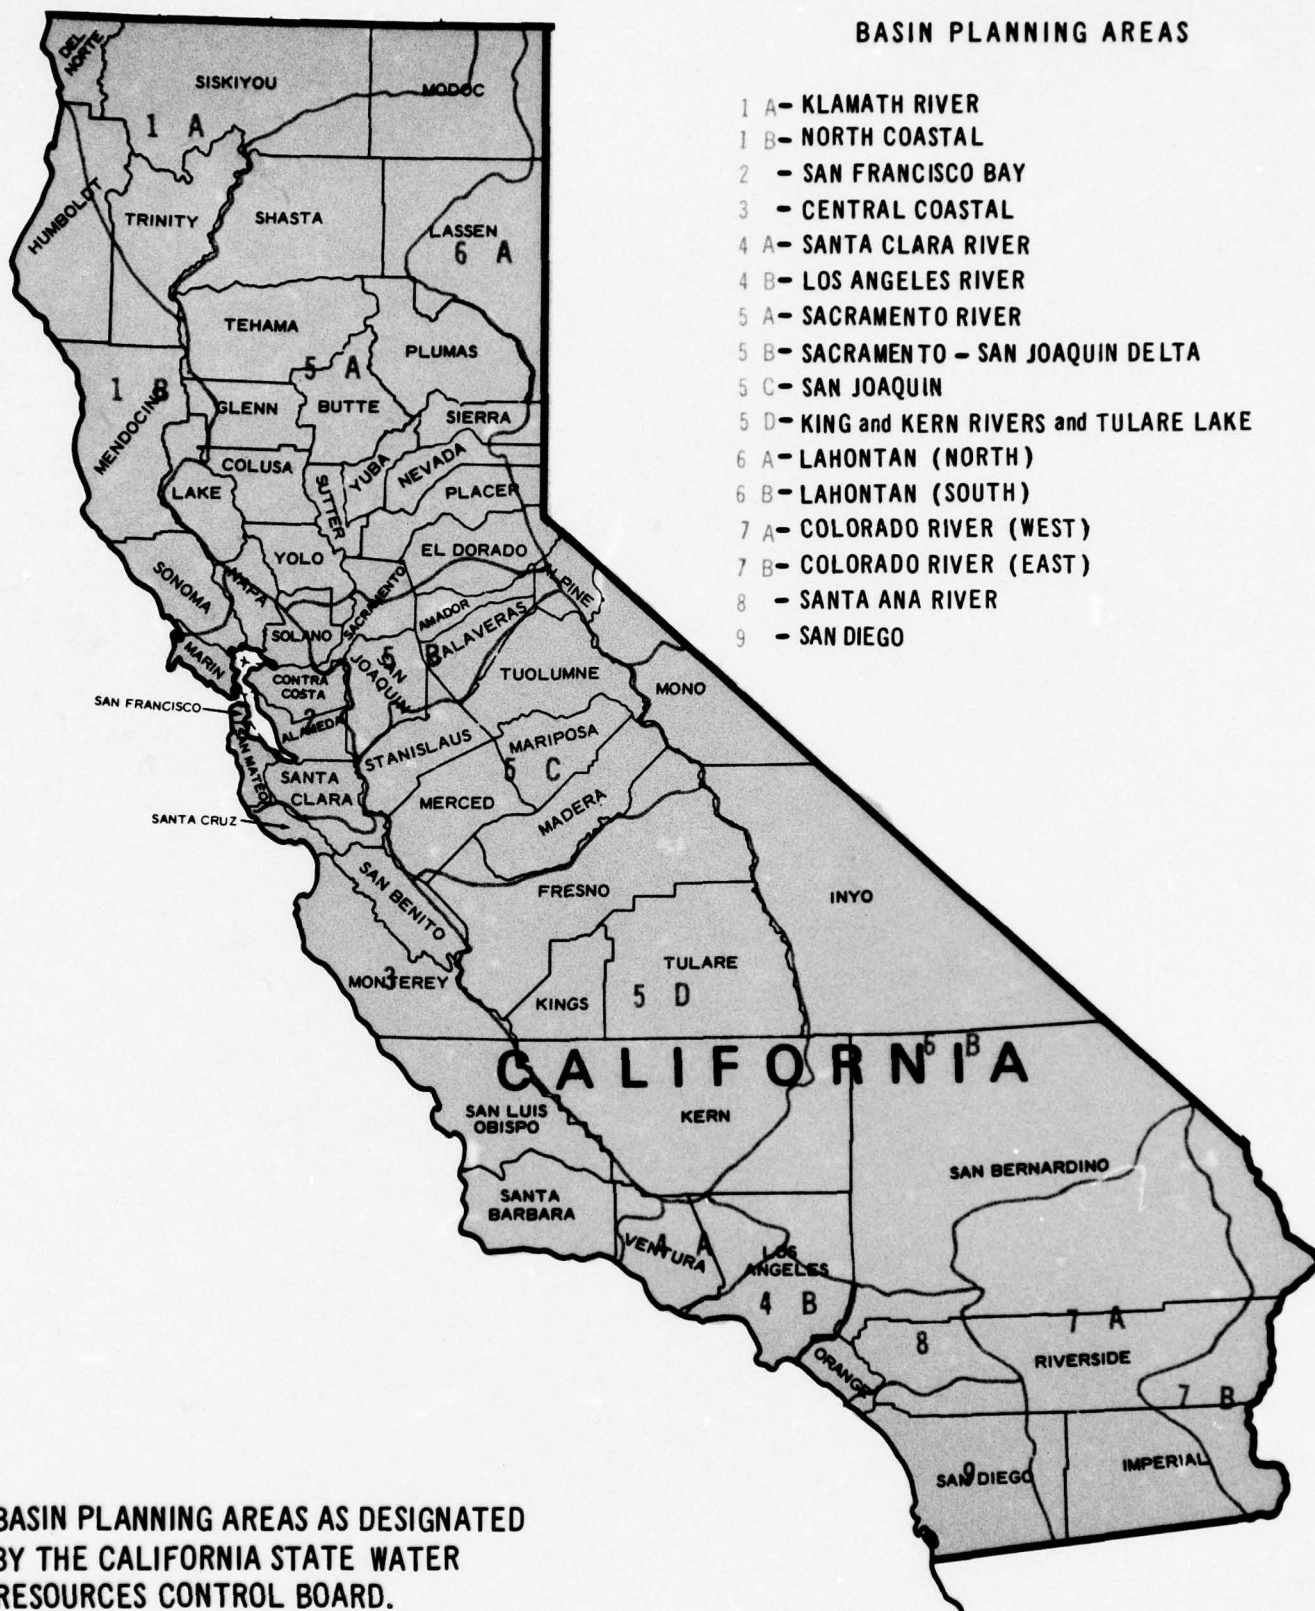 BASIN PLANNING AREAS
1 A- KLAMATH RIVER
1 B- NORTH COASTAL
2 - SAN FRANCISCO BAY
3 - CENTRAL COASTAL
4 A- SANTA CLARA RIVER
4 B- LOS ANGELES RIVER
5 A- SACRAMENTO RIVER
5 B- SACRAMENTO - SAN JOAQUIN DELTA
5 C- SAN JOAQUIN
5 D- KING and KERN RIVERS and TULARE LAKE
6 A- LAHONTAN (NORTH)
6 B- LAHONTAN (SOUTH)
7 A- COLORADO RIVER (WEST)
7 B- COLORADO RIVER (EAST)
8 - SANTA ANA RIVER
9 - SAN DIEGO
DEL
NORTE
SISKIYOU
MODOC
1 A
HUMBOLDT
TRINITY
SHASTA
LASSEN
6 A
TEHAMA
PLUMAS
5 A
1 B
MENDOCINO
GLENN
BUTTE
SIERRA
COLUSA
LAKE
SUTTER
YUBA
NEVADA
PLACER
YOLO
EL DORADO
SONOMA
NAPA
SACRAMENTO
ALPINE
AMADOR
SOLANO
CALAVERAS
MARIN
5 B
SAN
JOAQUIN
CONTRA
COSTA
TUOLUMNE
MONO
SAN FRANCISCO
2
ALAMEDA
SAN MATEO
STANISLAUS
MARIPOSA
5 C
SANTA
CLARA
MERCED
MADERA
SANTA CRUZ
SAN BENITO
FRESNO
INYO
MONTEREY
3
TULARE
KINGS
5 D
CALIFORNIA
6 B
SAN LUIS
OBISPO
KERN
SAN BERNARDINO
SANTA
BARBARA
VENTURA
4 A
LOS
ANGELES
4 B
7 A
8
RIVERSIDE
ORANGE
7 B
SAN DIEGO
9
IMPERIAL
BASIN PLANNING AREAS AS DESIGNATED
BY THE CALIFORNIA STATE WATER
RESOURCES CONTROL BOARD.